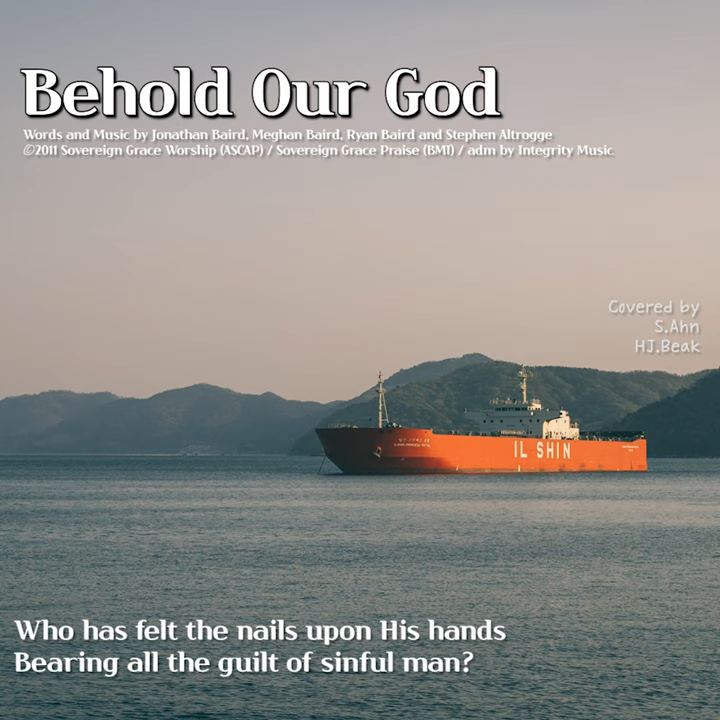 Behold Our God
Words and Music by Jonathan Baird, Meghan Baird, Ryan Baird and Stephen Altrogge
©2011 Sovereign Grace Worship (ASCAP) / Sovereign Grace Praise (BMI) / adm by Integrity Music
Covered by
S.Ahn
HJ.Beak
IL SHIN
Who has felt the nails upon His hands
Bearing all the guilt of sinful man?